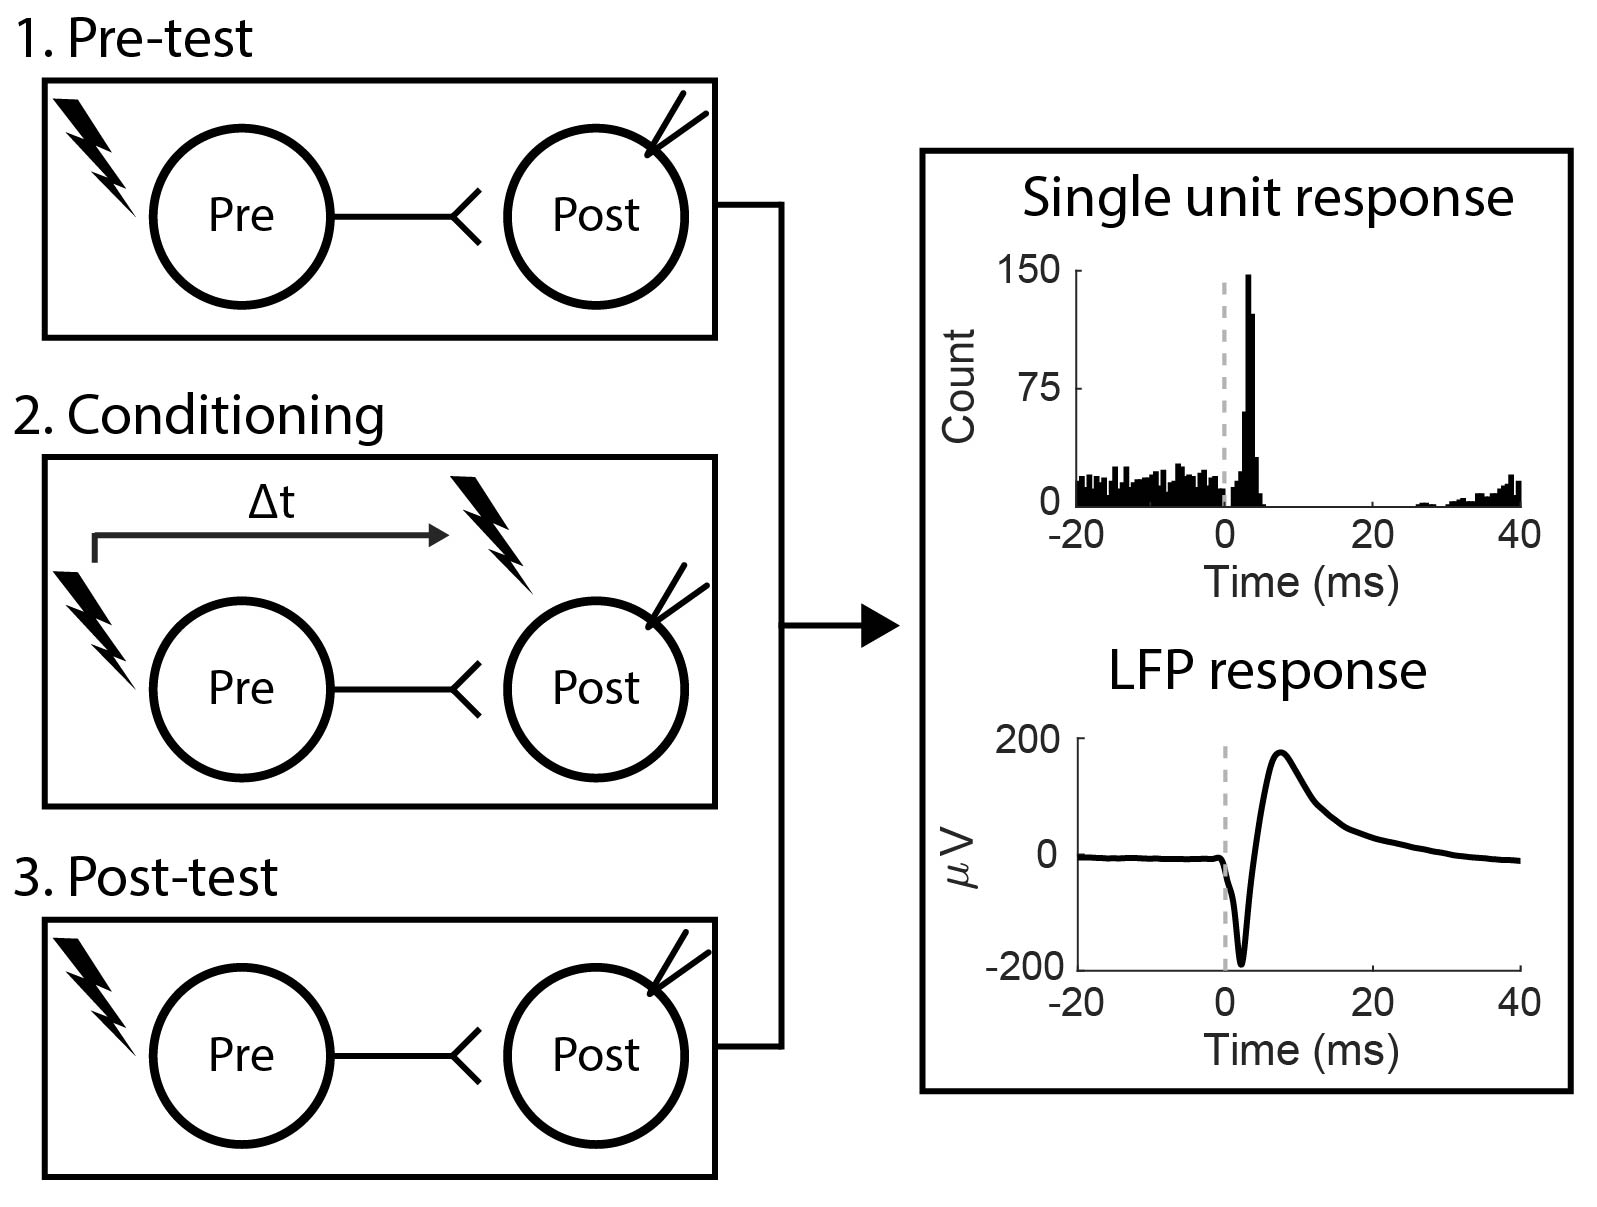 1. Pre-test
Pre
Post
2. Conditioning
Δt
Pre
Post
3. Post-test
Pre
Post
Single unit response
150
75
0
Count
-20 0 20 40
Time (ms)
LFP response
200
0
-200
μV
-20 0 20 40
Time (ms)